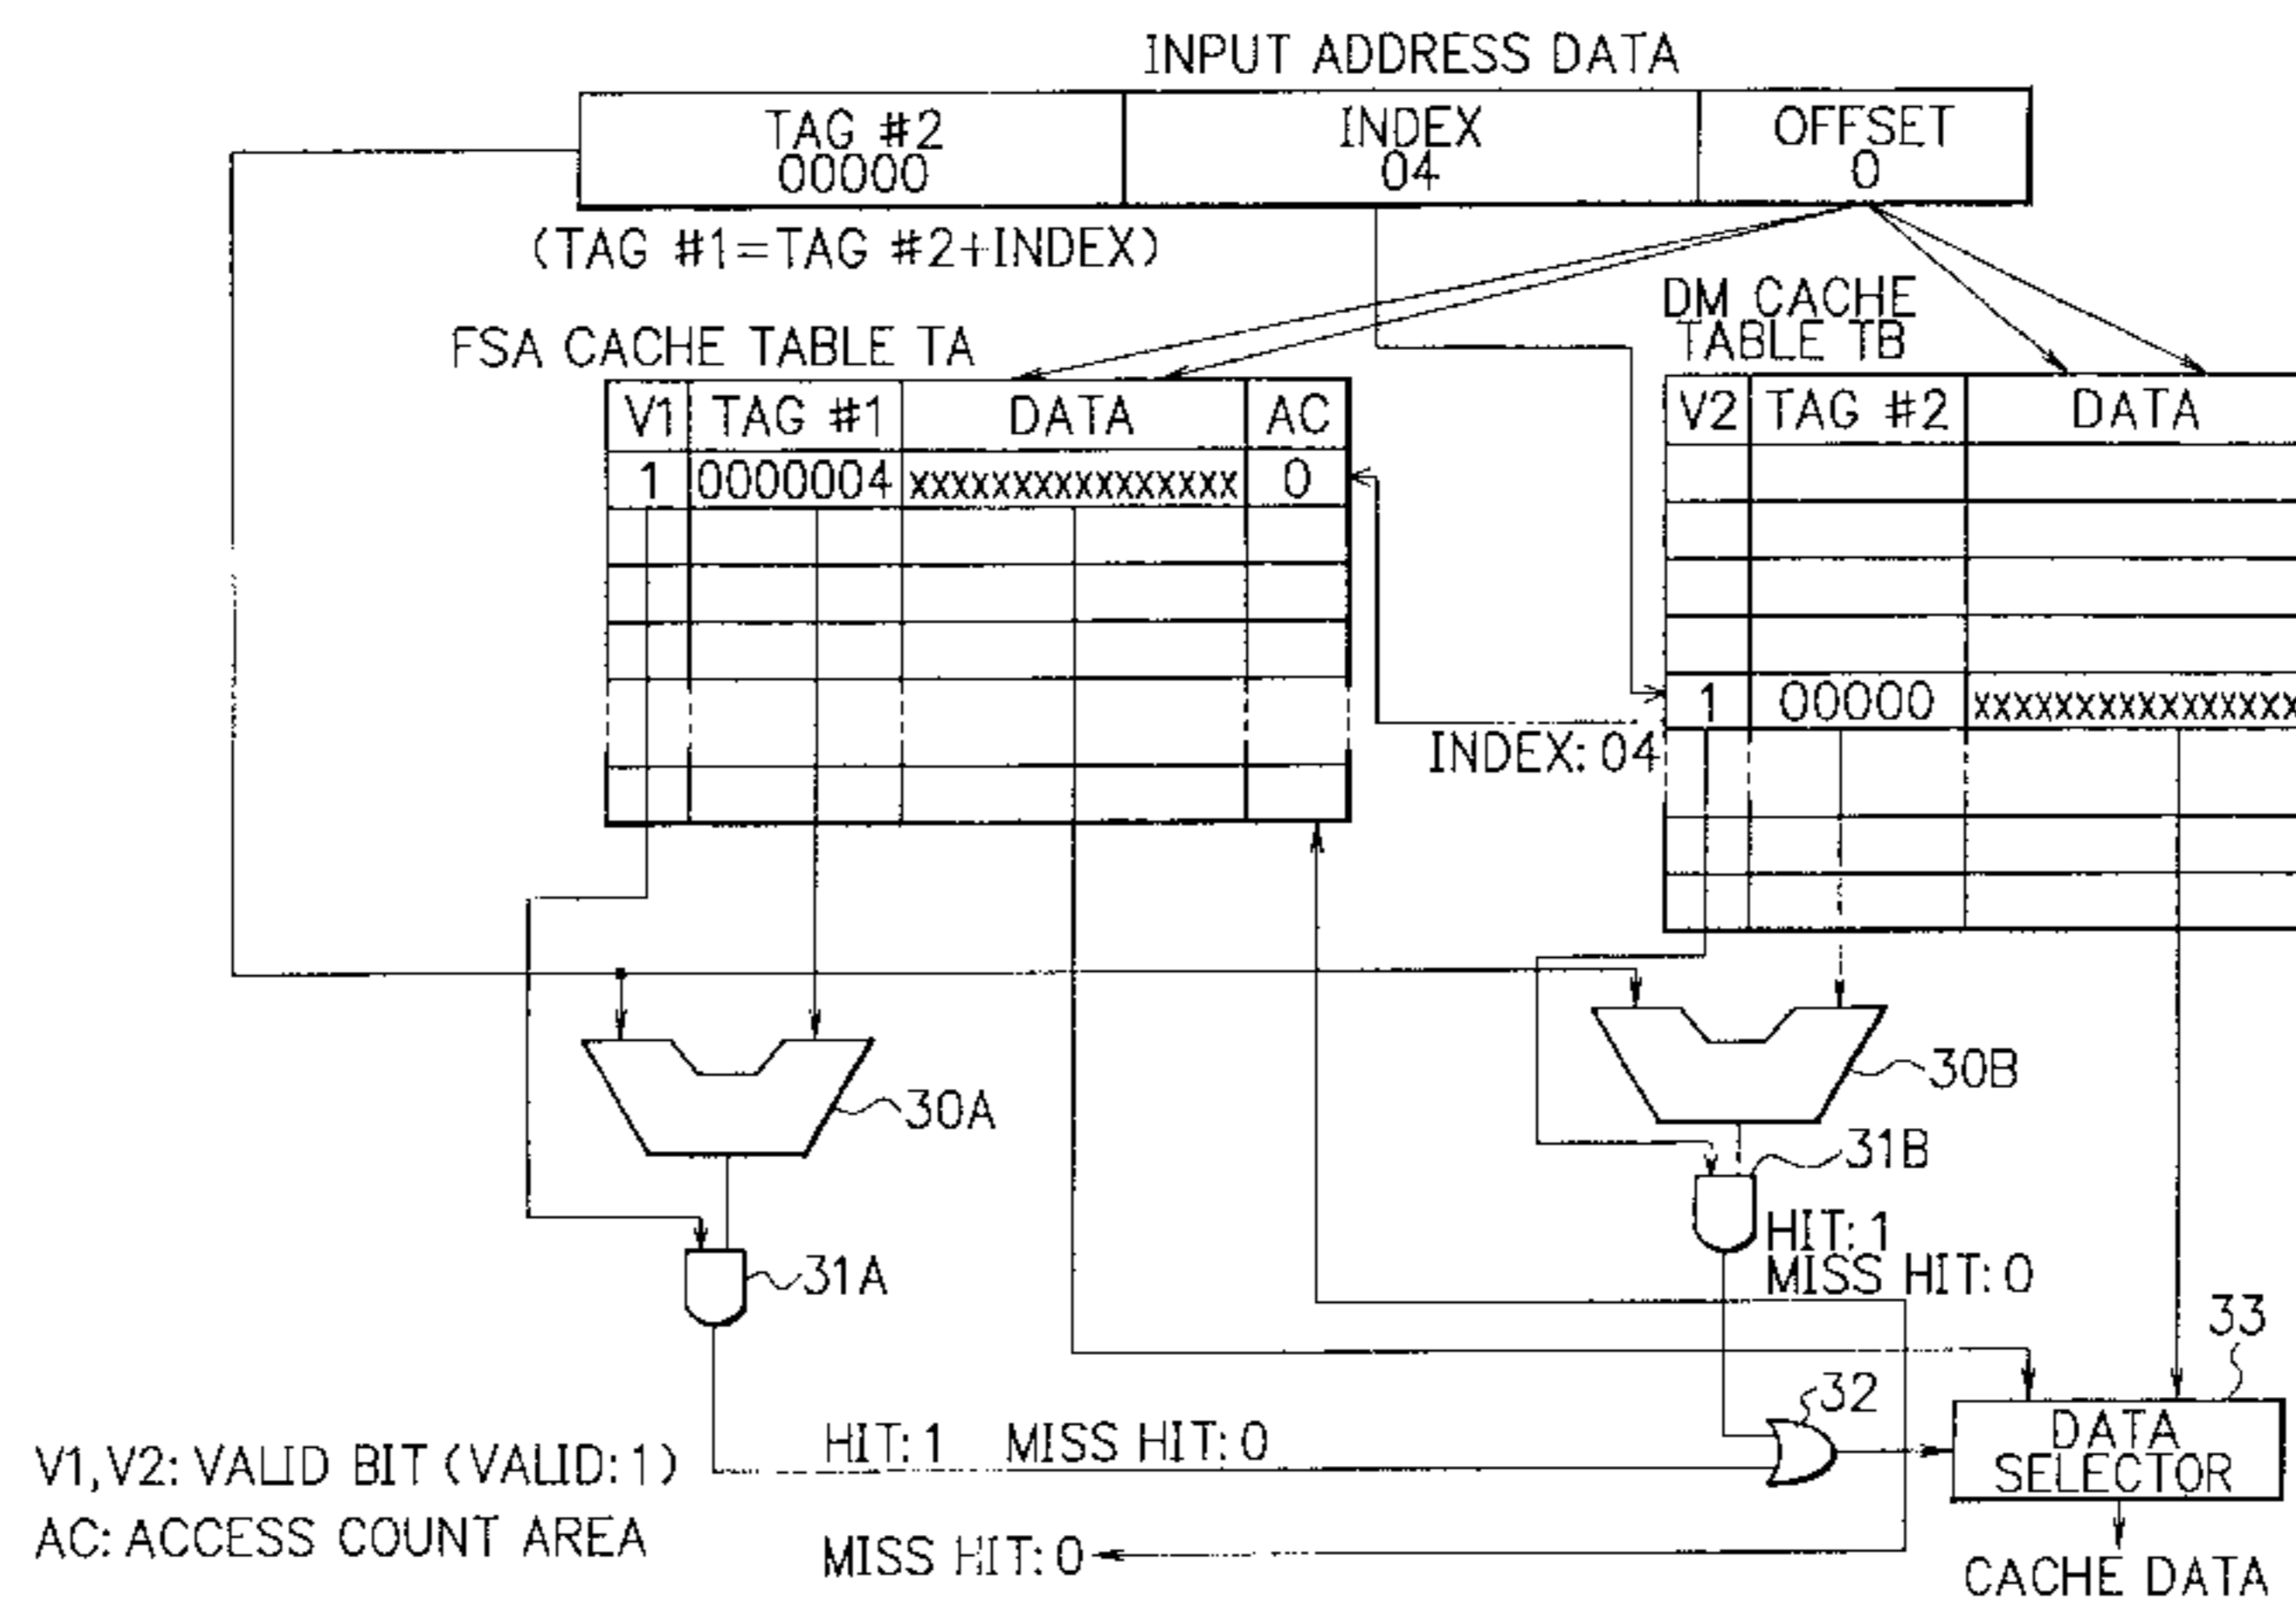 INPUT ADDRESS DATA
TAG #2 INDEX OFFSET
00000 04 0
(TAG #1=TAG #2+INDEX)
DM CACHE
TABLE TB
FSA CACHE TABLE TA
V1 TAG #1 DATA AC
V2 TAG #2 DATA
1 0000004 XXXXXXXXXXXXXXXX 0
1 00000 XXXXXXXXXXXXXXXX
INDEX: 04
30A
30B
31B
31A
HIT: 1
MISS HIT: 0
33
32
HIT: 1 MISS HIT: 0
DATA
SELECTOR
V1,V2: VALID BIT (VALID: 1)
AC: ACCESS COUNT AREA
MISS HIT: 0
CACHE DATA